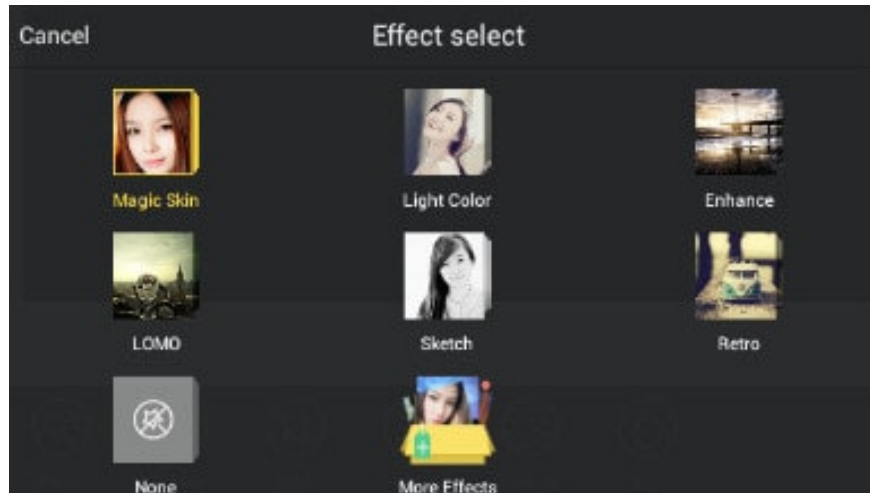 Cancel
Effect select
Magic Skin
Light Color
Enhance
LOMO
Sketch
Retro
None
More Effects